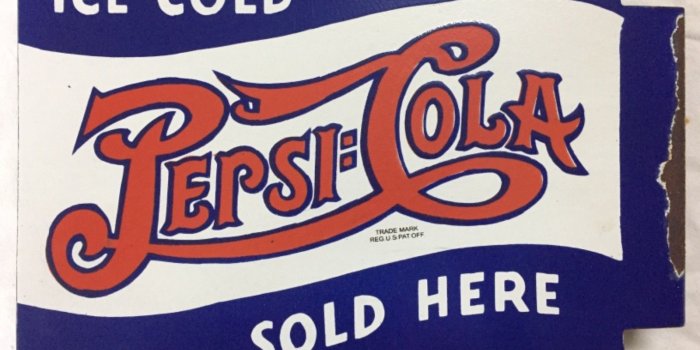 ICE COLD
PEPSI:COLA
TRADE MARK
REG U S PAT OFF
SOLD HERE